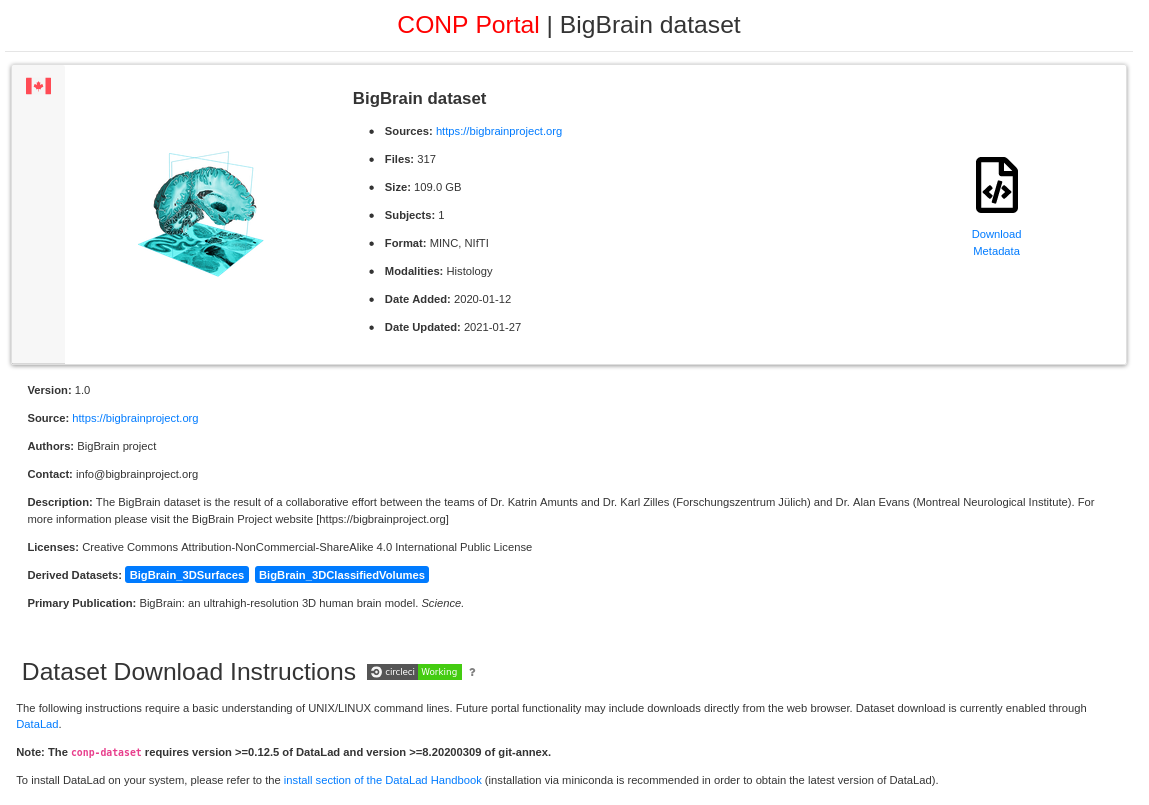 CONP Portal | BigBrain dataset
BigBrain dataset
Sources: https://bigbrainproject.org
Files: 317
Size: 109.0 GB
Subjects: 1
Format: MINC, NIfTI
Modalities: Histology
Date Added: 2020-01-12
Date Updated: 2021-01-27
Download
Metadata
Version: 1.0
Source: https://bigbrainproject.org
Authors: BigBrain project
Contact: info@bigbrainproject.org
Description: The BigBrain dataset is the result of a collaborative effort between the teams of Dr. Katrin Amunts and Dr. Karl Zilles (Forschungszentrum Jülich) and Dr. Alan Evans (Montreal Neurological Institute). For
more information please visit the BigBrain Project website [https://bigbrainproject.org]
Licenses: Creative Commons Attribution-NonCommercial-ShareAlike 4.0 International Public License
Derived Datasets: BigBrain_3DSurfaces BigBrain_3DClassifiedVolumes
Primary Publication: BigBrain: an ultrahigh-resolution 3D human brain model. Science.
Dataset Download Instructions circleci Working ?
The following instructions require a basic understanding of UNIX/LINUX command lines. Future portal functionality may include downloads directly from the web browser. Dataset download is currently enabled through
DataLad.
Note: The conp-dataset requires version >=0.12.5 of DataLad and version >=8.20200309 of git-annex.
To install DataLad on your system, please refer to the install section of the DataLad Handbook (installation via miniconda is recommended in order to obtain the latest version of DataLad).